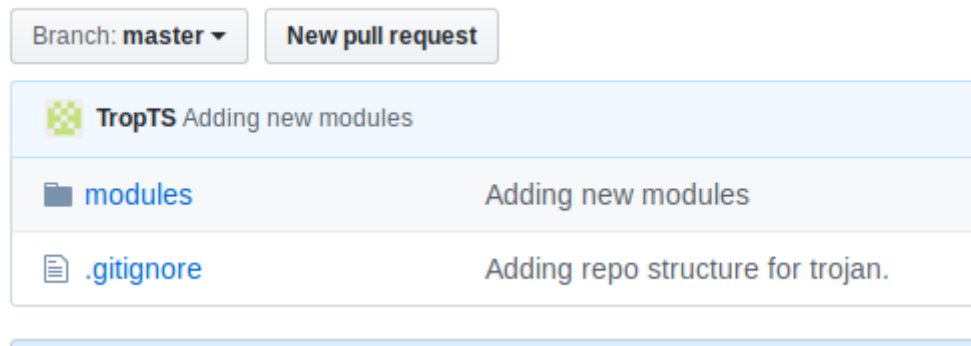 Branch: master New pull request
TropTS Adding new modules
modules Adding new modules
.gitignore Adding repo structure for trojan.